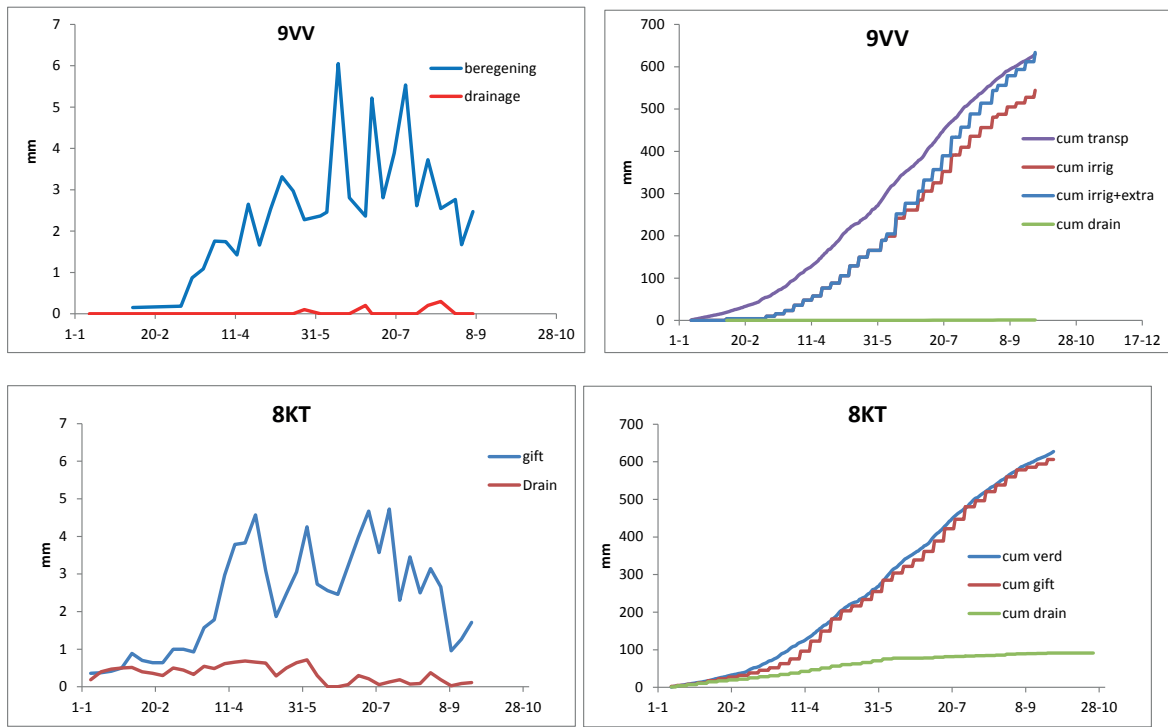 9VV
7
6
5
4
3
2
1
0
mm
beregening
drainage
1-1 20-2 11-4 31-5 20-7 8-9 28-10
9VV
700
600
500
400
300
200
100
0
mm
cum transp
cum irrig
cum irrig+extra
cum drain
1-1 20-2 11-4 31-5 20-7 8-9 28-10 17-12
8KT
7
6
5
4
3
2
1
0
mm
gift
Drain
1-1 20-2 11-4 31-5 20-7 8-9 28-10
8KT
700
600
500
400
300
200
100
0
mm
cum verd
cum gift
cum drain
1-1 20-2 11-4 31-5 20-7 8-9 28-10